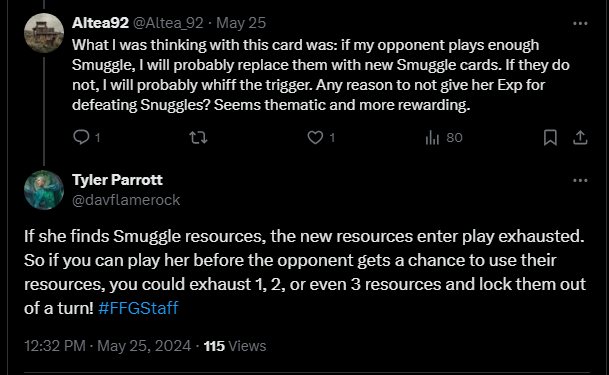 Altea92 @Altea_92 · May 25
What I was thinking with this card was: if my opponent plays enough
Smuggle, I will probably replace them with new Smuggle cards. If they do
not, I will probably whiff the trigger. Any reason to not give her Exp for
defeating Snuggles? Seems thematic and more rewarding.
1 1 80
Tyler Parrott
@davflamerock
If she finds Smuggle resources, the new resources enter play exhausted.
So if you can play her before the opponent gets a chance to use their
resources, you could exhaust 1, 2, or even 3 resources and lock them out
of a turn! #FFGStaff
12:32 PM · May 25, 2024 · 115 Views